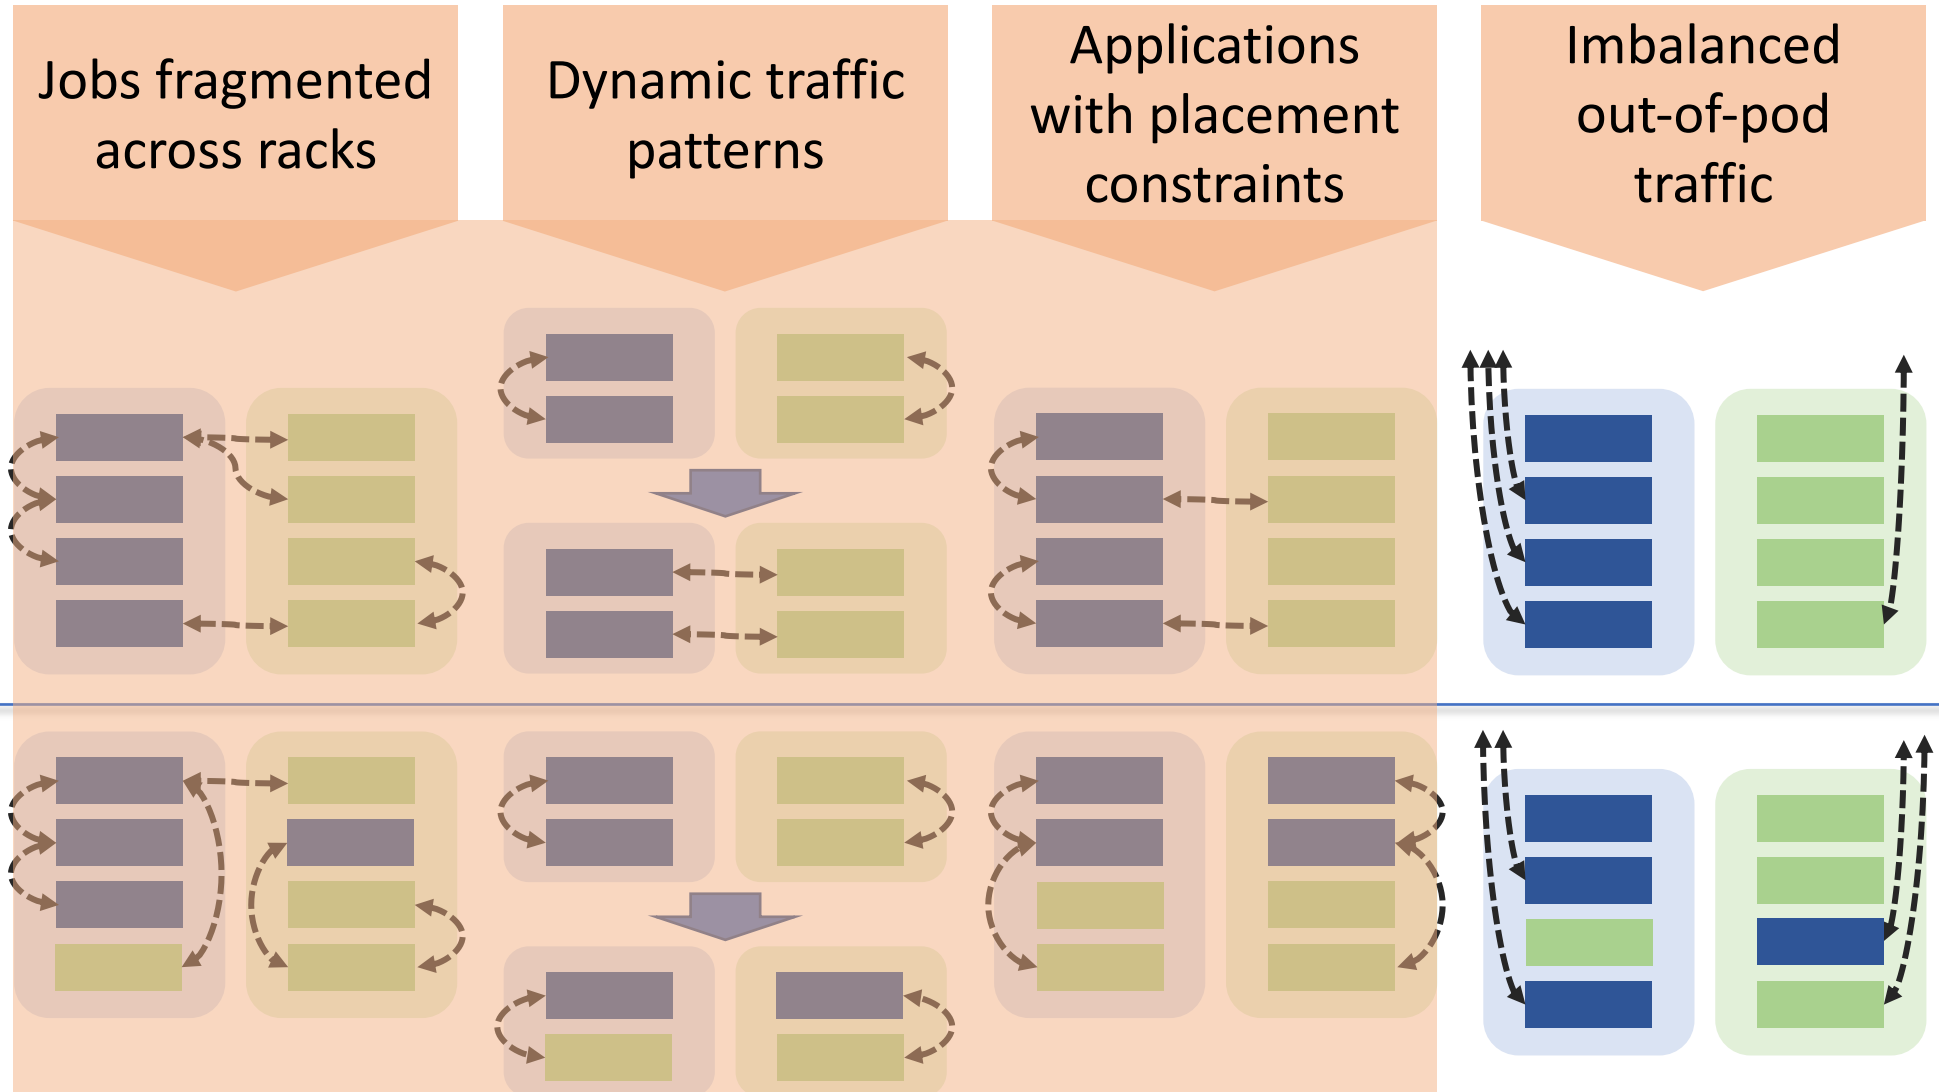 Jobs fragmented
across racks
Dynamic traffic
patterns
Applications
with placement
constraints
Imbalanced
out-of-pod
traffic